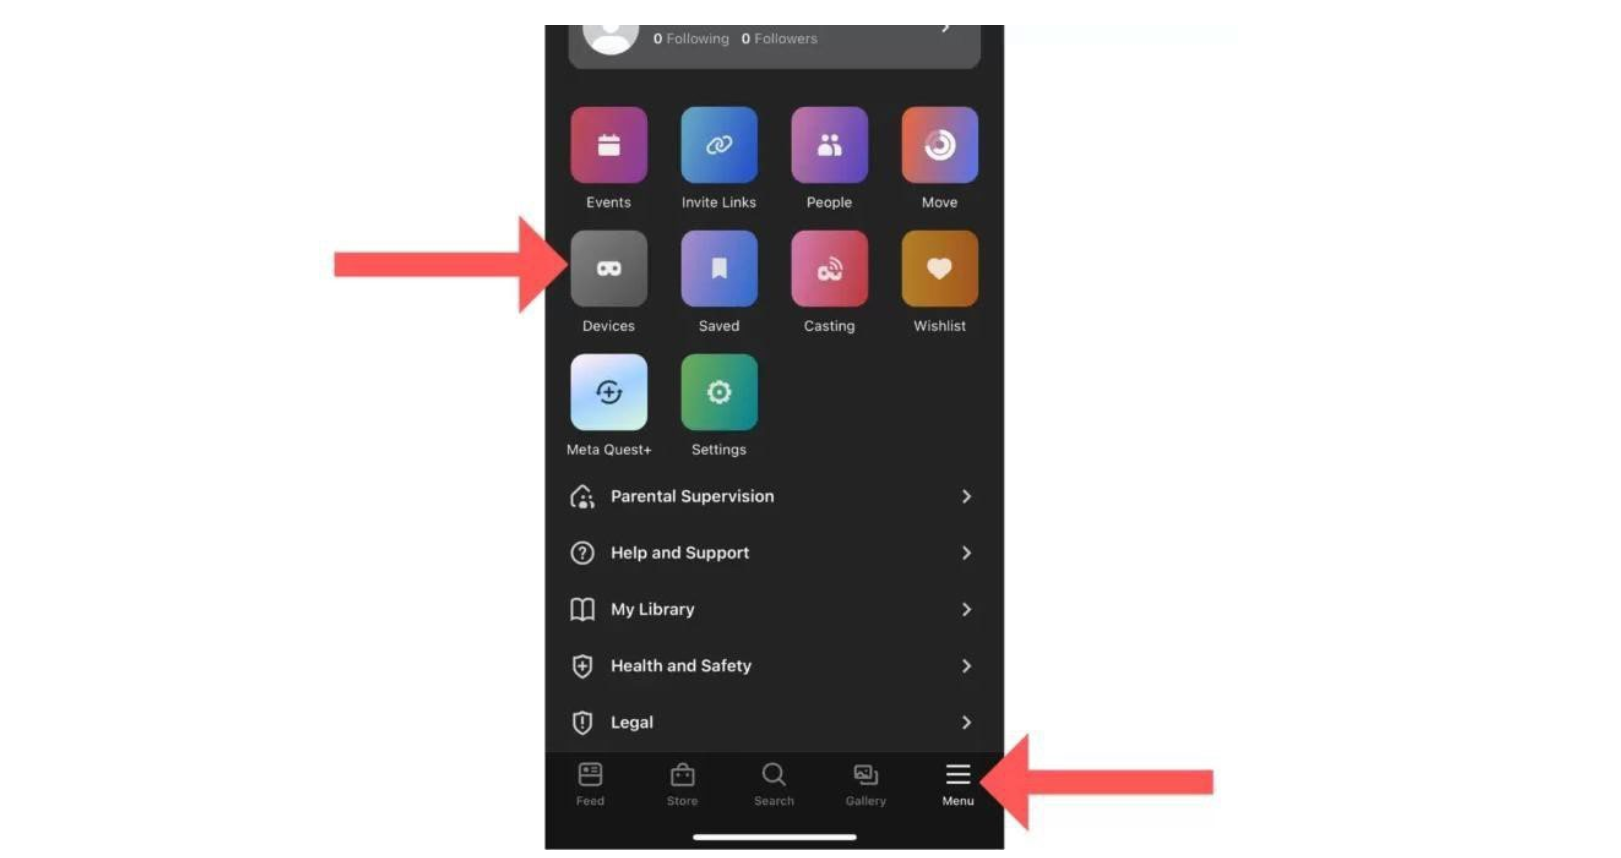 0 Following 0 Followers
Events Invite Links People Move
Devices Saved Casting Wishlist
Meta Quest+ Settings
Parental Supervision
Help and Support
My Library
Health and Safety
Legal
Feed Store Search Gallery Menu